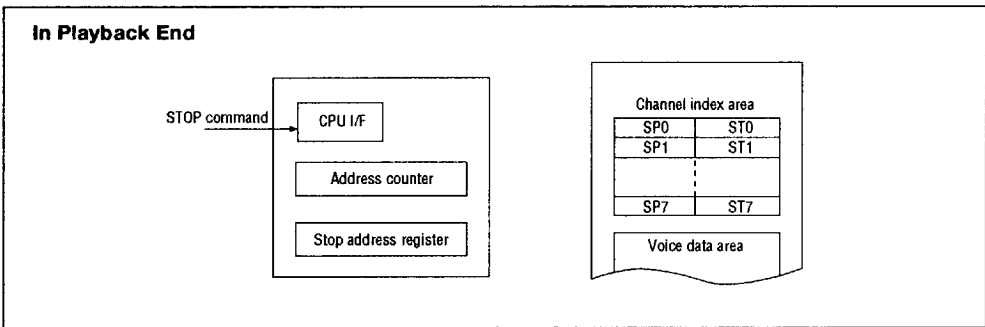 In Playback End
STOP command
CPU I/F
Address counter
Stop address register
Channel index area
SP0 ST0
SP1 ST1
SP7 ST7
Voice data area